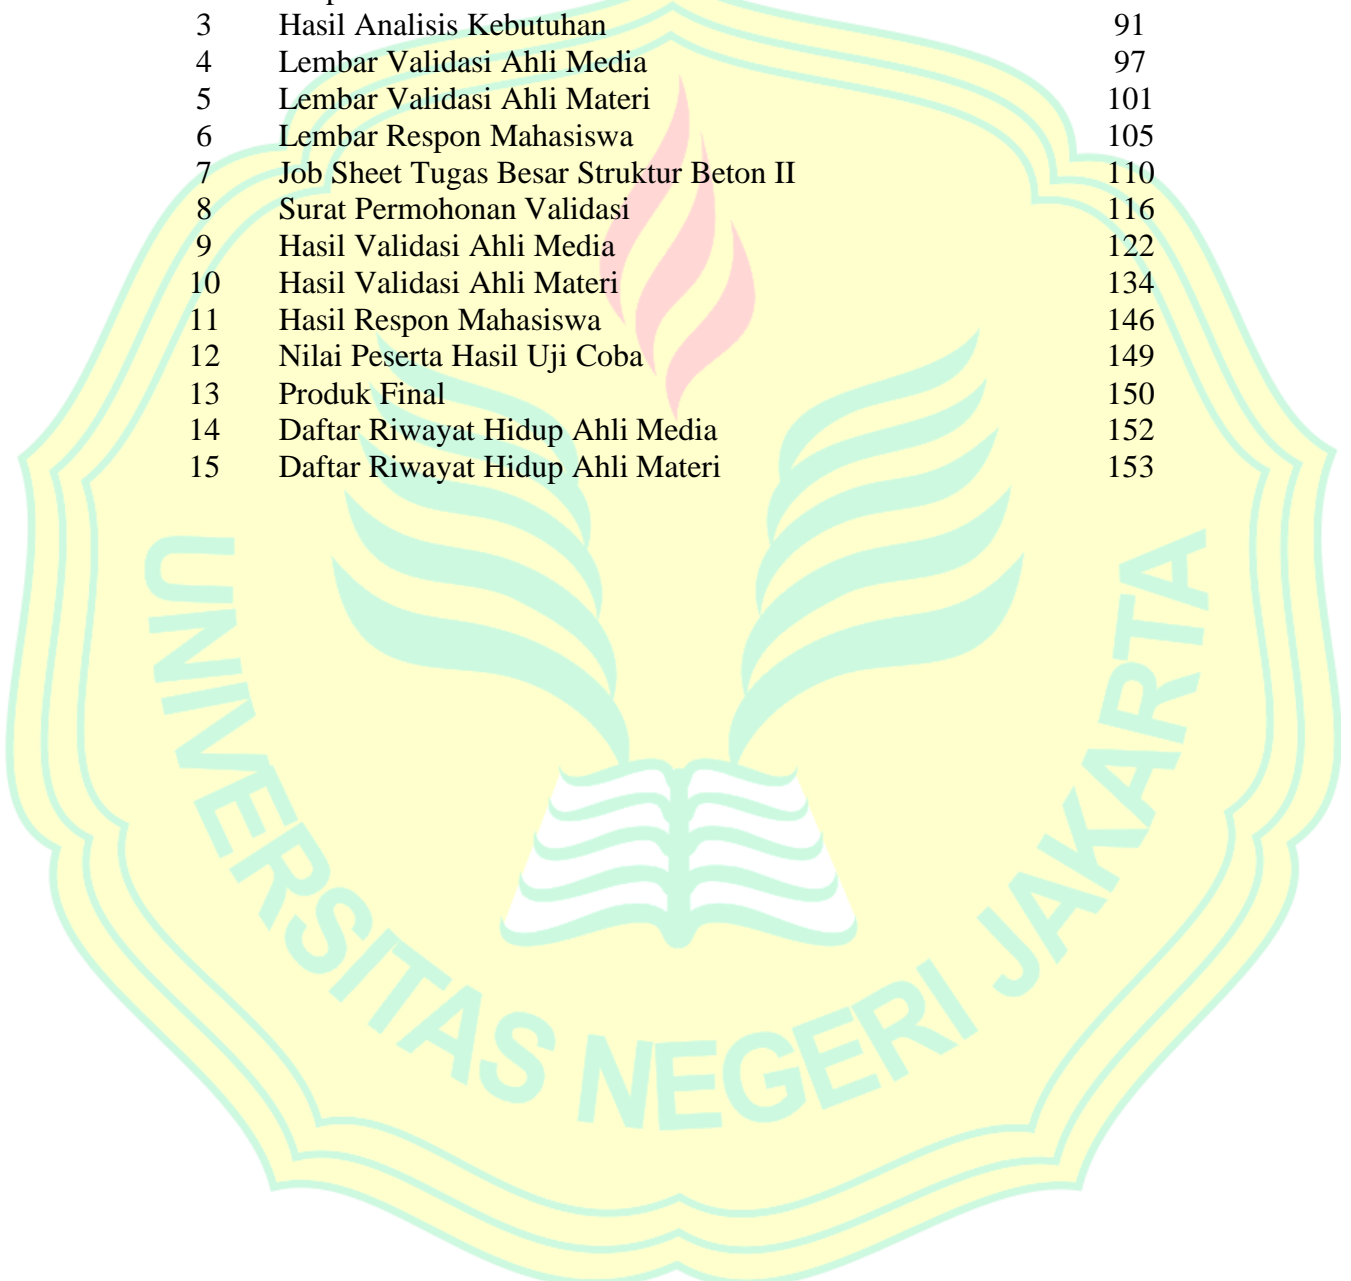 3 Hasil Analisis Kebutuhan 91
4 Lembar Validasi Ahli Media 97
5 Lembar Validasi Ahli Materi 101
6 Lembar Respon Mahasiswa 105
7 Job Sheet Tugas Besar Struktur Beton II 110
8 Surat Permohonan Validasi 116
9 Hasil Validasi Ahli Media 122
10 Hasil Validasi Ahli Materi 134
11 Hasil Respon Mahasiswa 146
12 Nilai Peserta Hasil Uji Coba 149
13 Produk Final 150
14 Daftar Riwayat Hidup Ahli Media 152
15 Daftar Riwayat Hidup Ahli Materi 153
UNIVERSITAS NEGERI JAKARTA